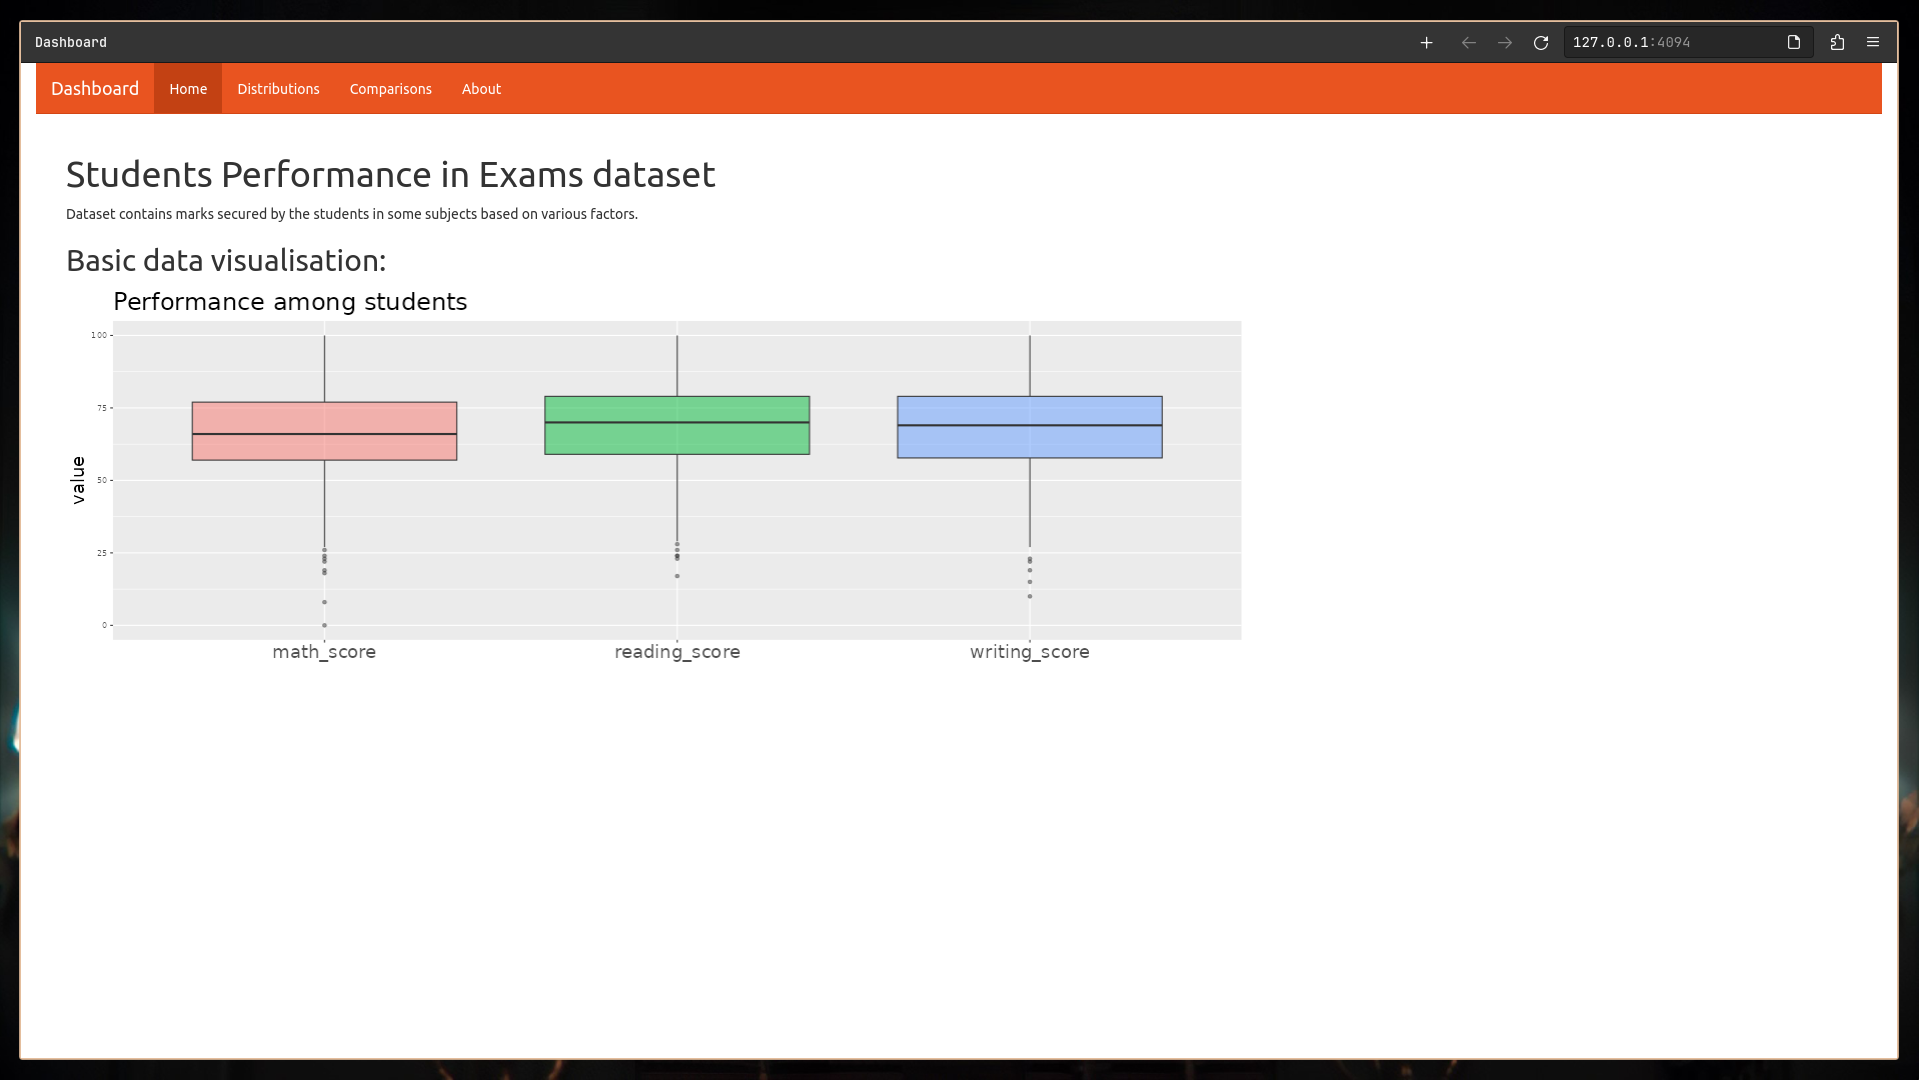 Dashboard
127.0.0.1:4094
Dashboard Home Distributions Comparisons About
Students Performance in Exams dataset
Dataset contains marks secured by the students in some subjects based on various factors.
Basic data visualisation:
Performance among students
100
75
50
25
0
value
math_score reading_score writing_score